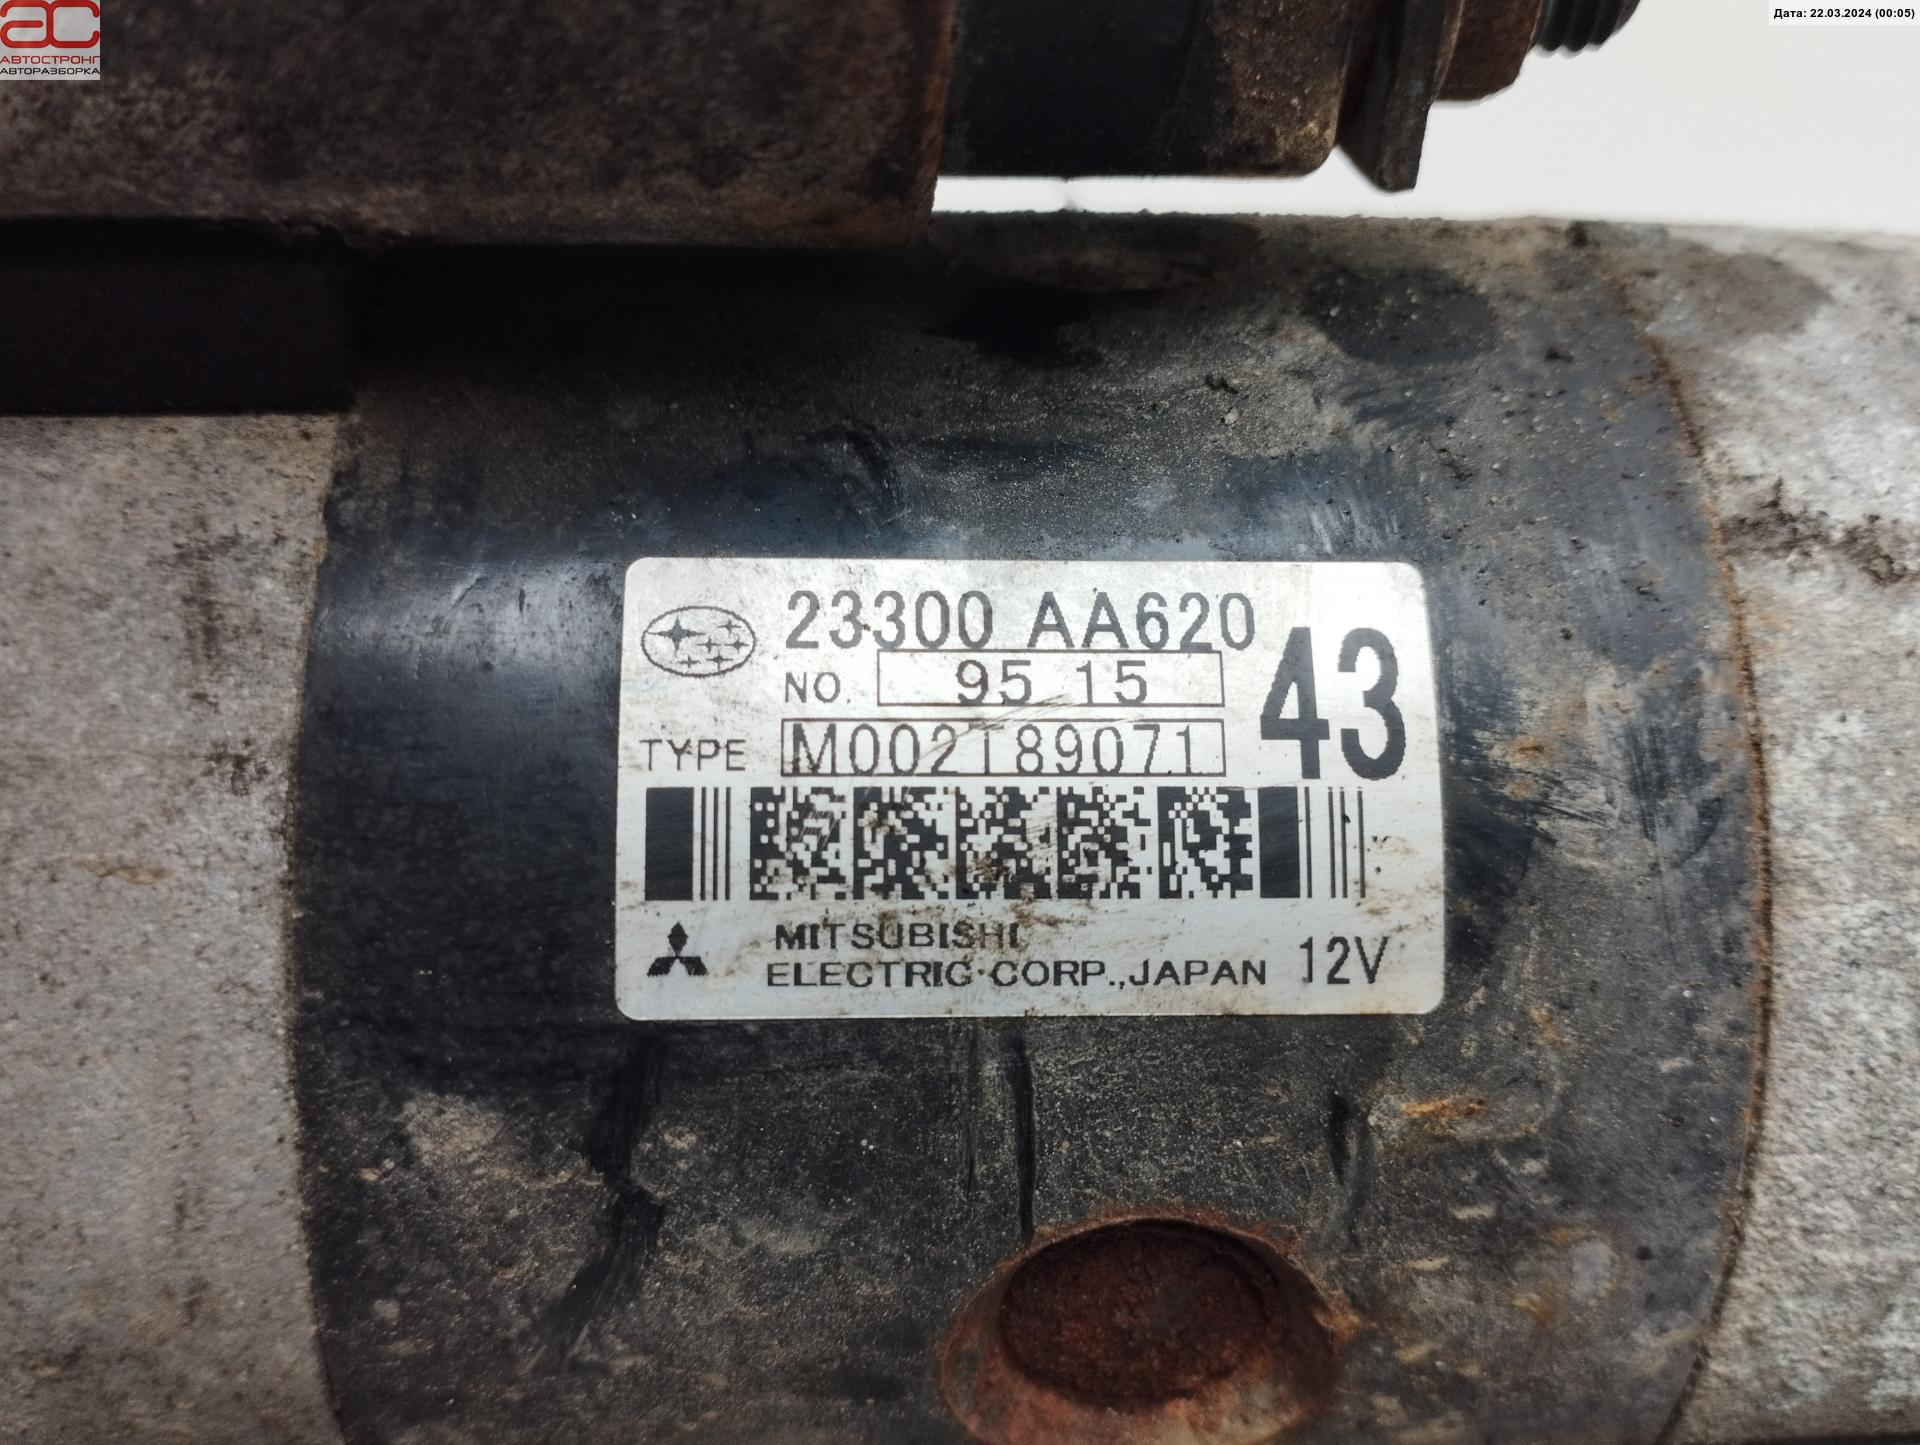 ac
АВТОСТРОНГ
АВТОРАЗБОРКА
Дата: 22.03.2024 (00:05)
23300 AA620
NO. 95 15
43
TYPE M002T89071
MITSUBISHI
ELECTRIC CORP., JAPAN 12V